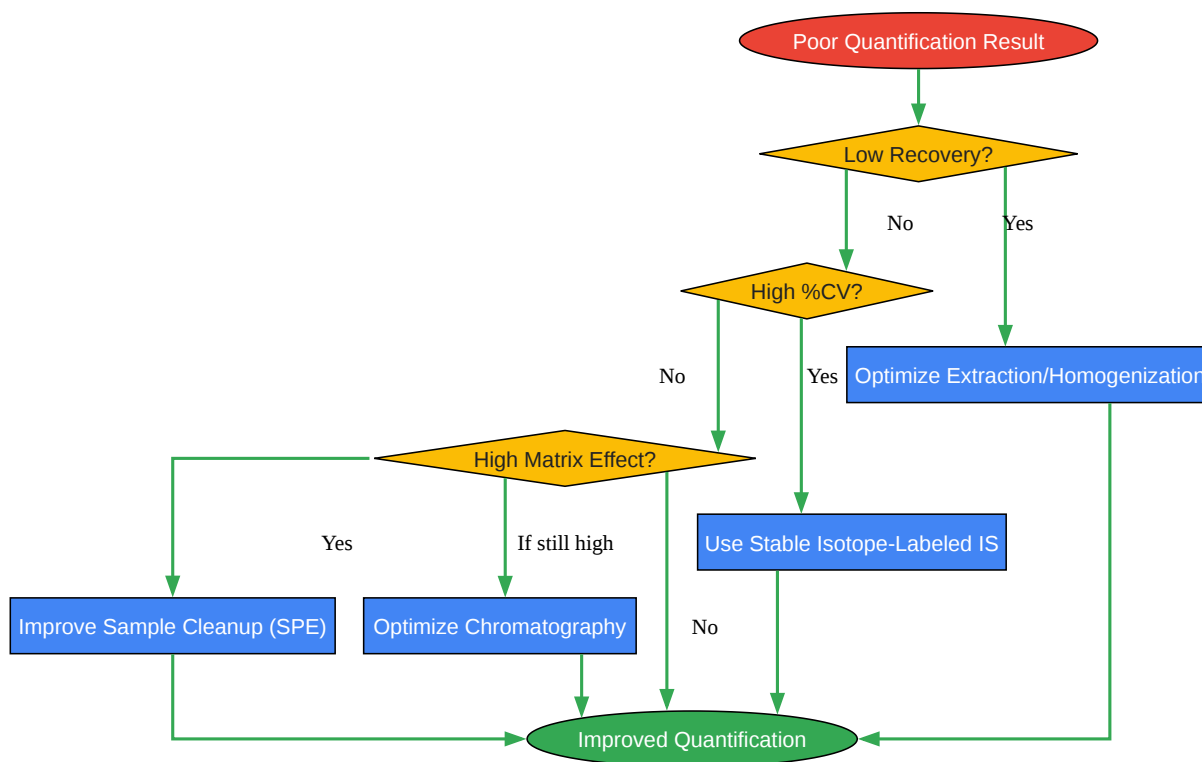 Poor Quantification Result
Low Recovery?
No
Yes
High %CV?
No
Yes
Optimize Extraction/Homogenization
High Matrix Effect?
Yes
If still high
Use Stable Isotope-Labeled IS
Improve Sample Cleanup (SPE)
Optimize Chromatography
No
Improved Quantification